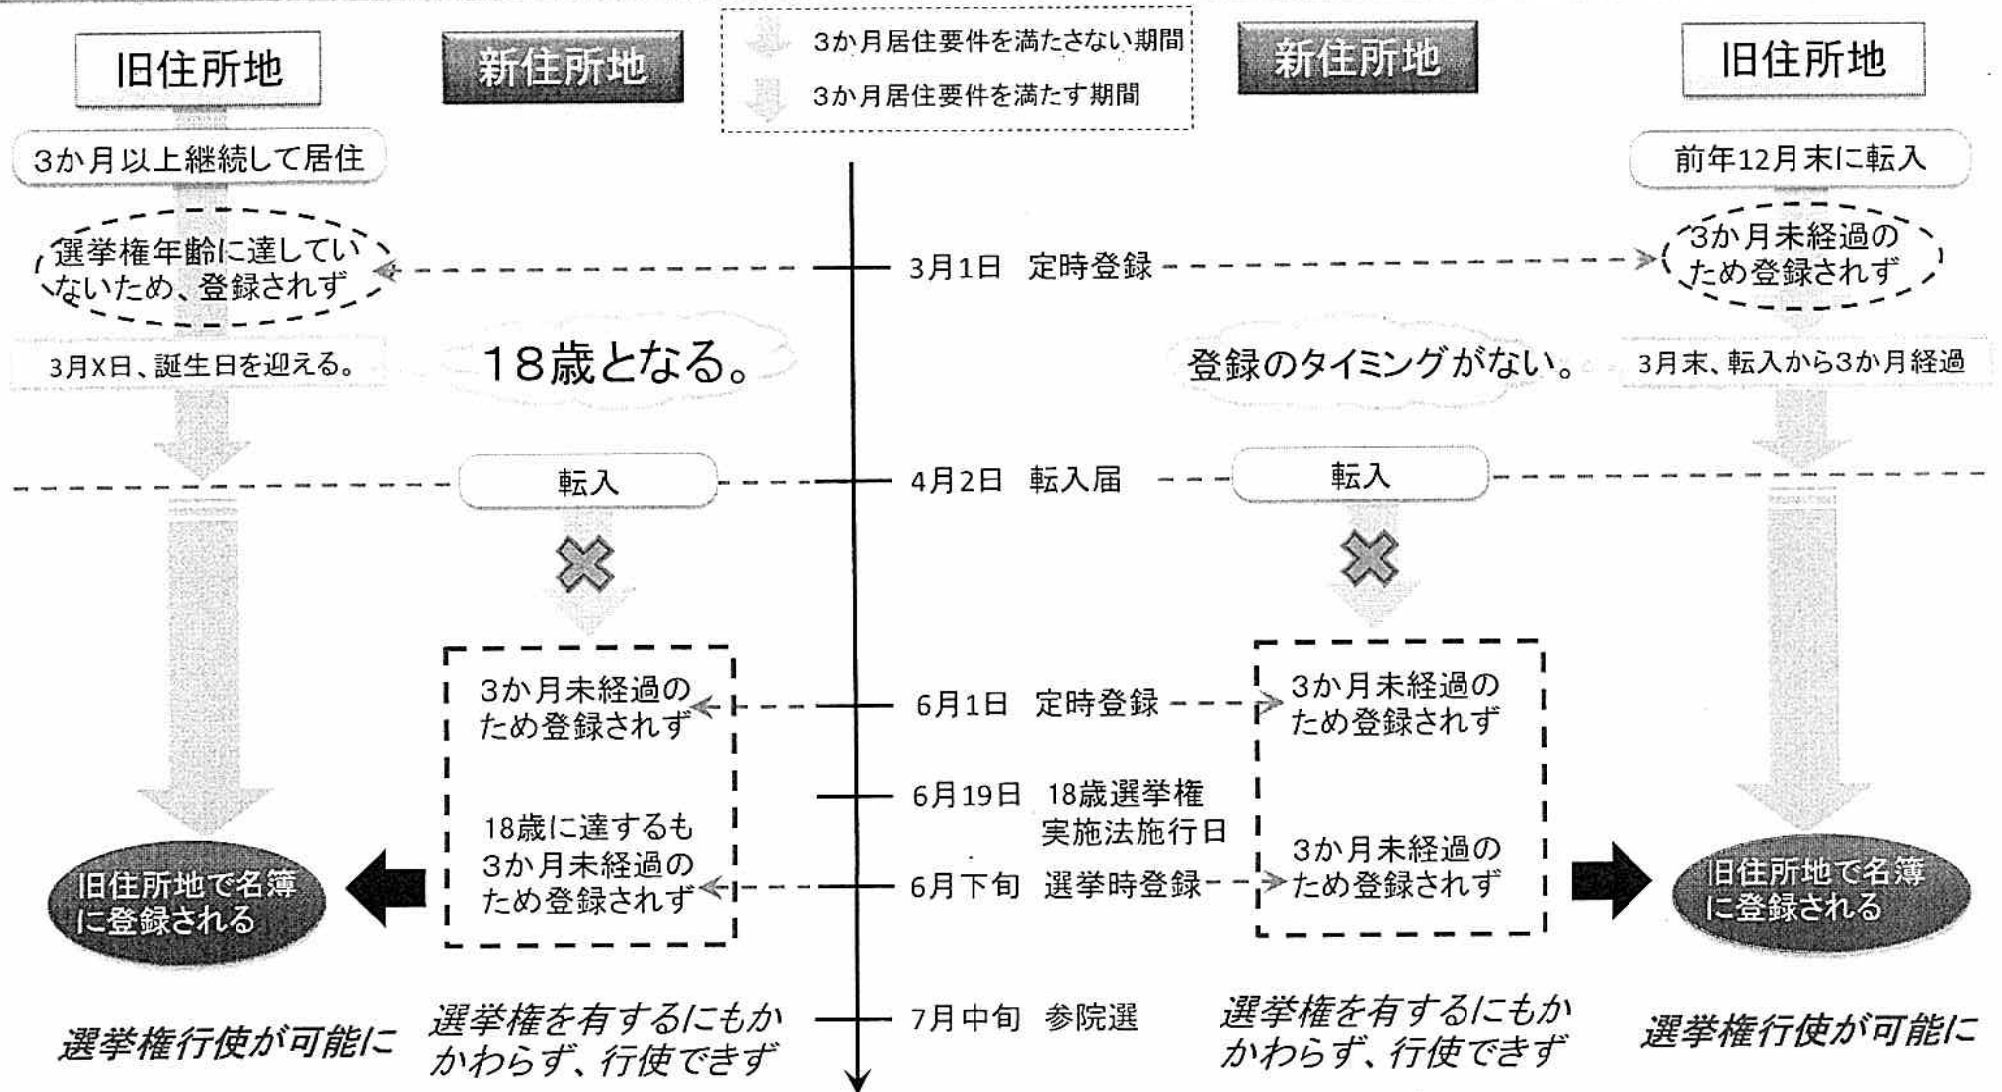 旧住所地
新住所地
3か月居住要件を満たさない期間
3か月居住要件を満たす期間
新住所地
旧住所地
3か月以上継続して居住
前年12月末に転入
選挙権年齢に達してい
ないため、登録されず
3月1日 定時登録
3か月未経過の
ため登録されず
3月X日、誕生日を迎える。
18歳となる。
登録のタイミングがない。
3月末、転入から3か月経過
転入
4月2日 転入届
転入
3か月未経過の
ため登録されず
6月1日 定時登録
3か月未経過の
ため登録されず
6月19日 18歳選挙権
実施法施行日
18歳に達するも
3か月未経過の
ため登録されず
6月下旬 選挙時登録
3か月未経過の
ため登録されず
旧住所地で名簿
に登録される
旧住所地で名簿
に登録される
選挙権行使が可能に
選挙権を有するにもか
かわらず、行使できず
7月中旬 参院選
選挙権を有するにもか
かわらず、行使できず
選挙権行使が可能に